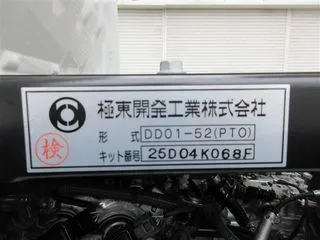 極東開発工業株式会社
形式 DD01-52(PTO)
検
キット番号 25D04K068F